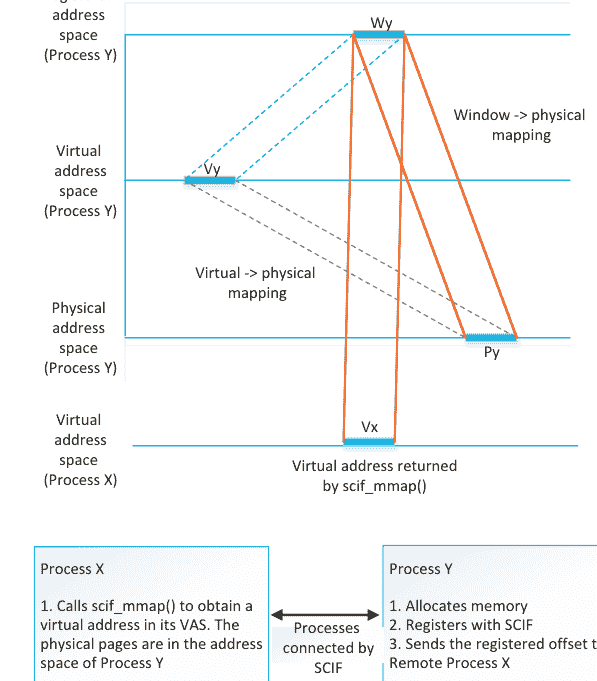 address
space
(Process Y)
Wy
Window -> physical
mapping
Virtual
address
space
(Process Y)
Vy
Virtual -> physical
mapping
Physical
address
space
(Process Y)
Py
Virtual
address
space
(Process X)
Vx
Virtual address returned
by scif_mmap()
Process X
1. Calls scif_mmap() to obtain a
virtual address in its VAS. The
physical pages are in the address
space of Process Y
Processes
connected by
SCIF
Process Y
1. Allocates memory
2. Registers with SCIF
3. Sends the registered offset t
Remote Process X